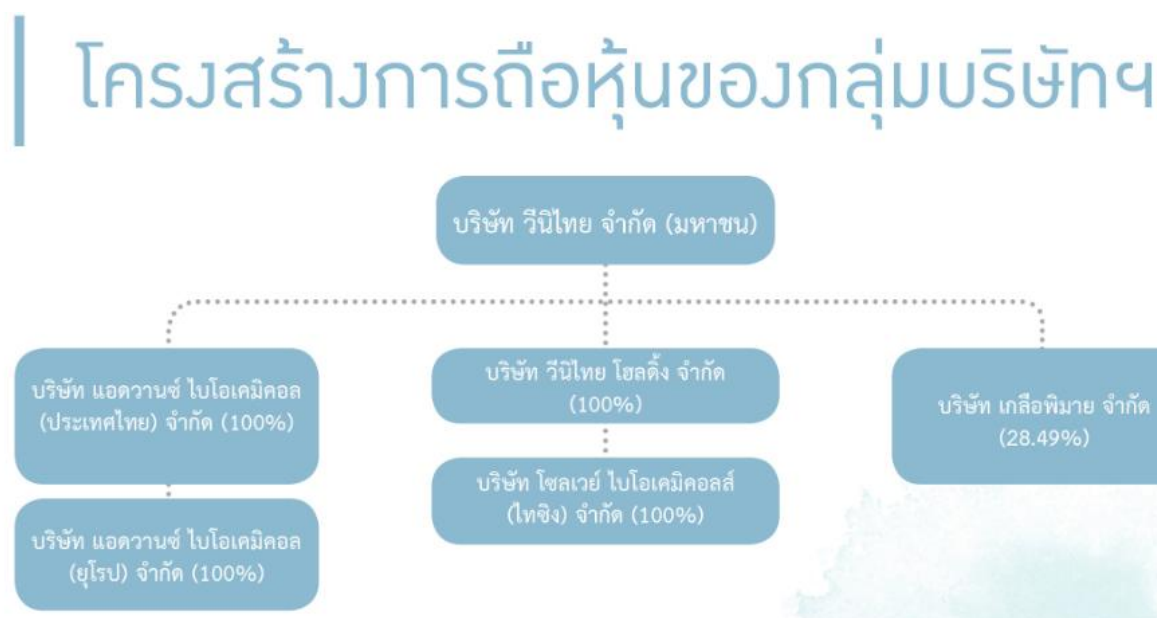 โครงสร้างการถือหุ้นของกลุ่มบริษัทฯ
บริษัท วีนิไทย จำกัด (มหาชน)
บริษัท แอดวานซ์ ไบโอเคมิคอล
(ประเทศไทย) จำกัด (100%)
บริษัท แอดวานซ์ ไบโอเคมิคอล
(ยุโรป) จำกัด (100%)
บริษัท วีนิไทย โฮลดิ้ง จำกัด
(100%)
บริษัท โซลเวย์ ไบโอเคมิคอลส์
(ไทซิง) จำกัด (100%)
บริษัท เกลือพิมาย จำกัด
(28.49%)